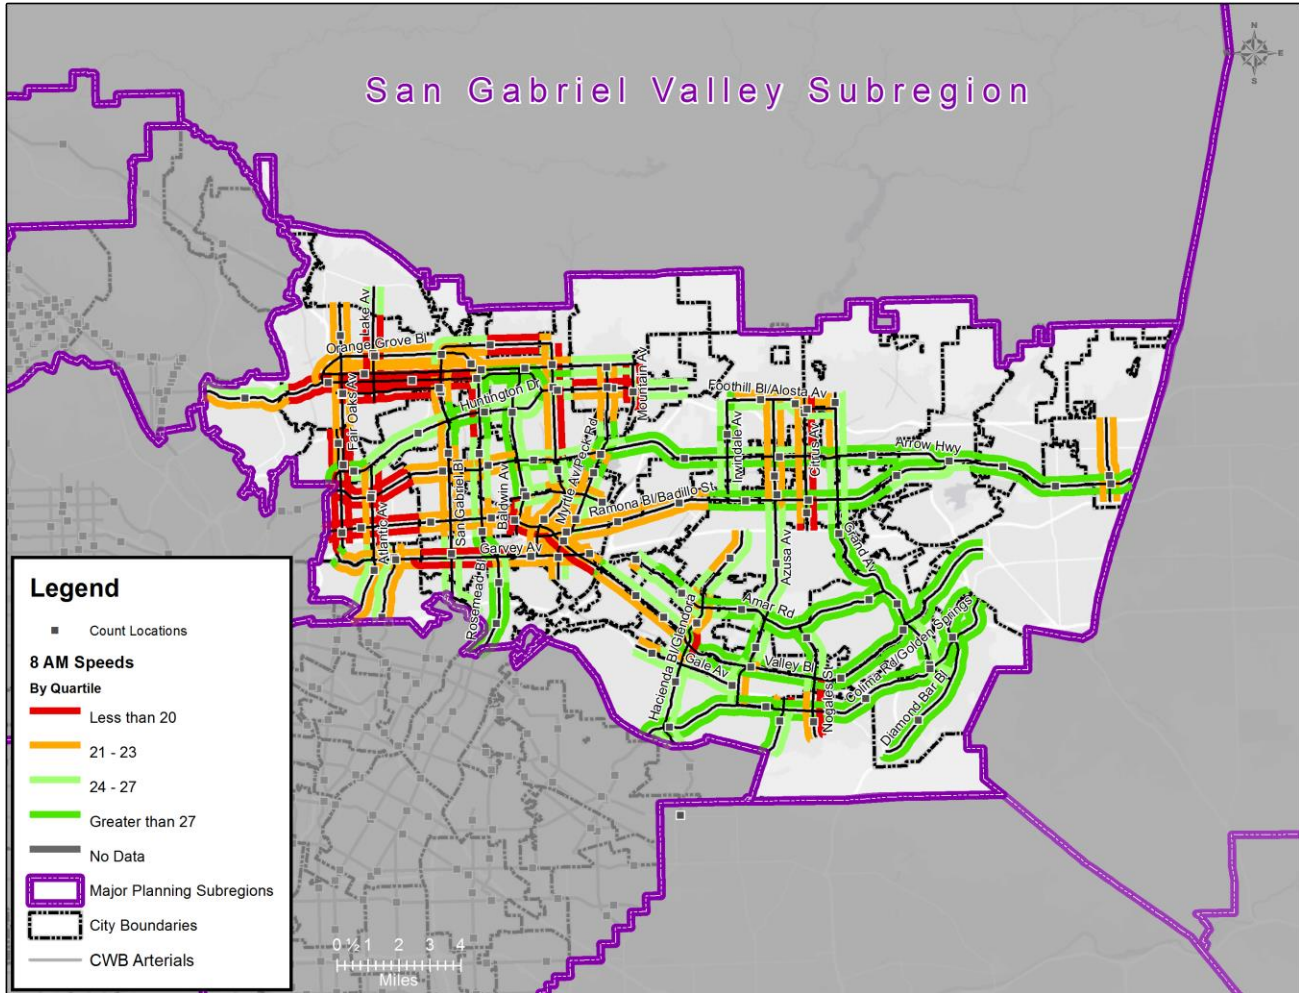 San Gabriel Valley Subregion
N
W E
S
Lake Av
Orange Grove Bl
Fair Oaks Av
Huntington Dr
Mountain Av
Foothill Bl/Alosta Av
Irwindale Av
Citrus Av
Arrow Hwy
San Gabriel Bl
Baldwin Av
Myrtle Av/Peck Rd
Ramona Bl/Badillo St
Atlantic Av
Garvey Av
Rosemead Bl
Azusa Av
Grand Av
Amar Rd
Hacienda Bl/Glendora
Gale Av
Valley Bl
Nogales St
Colima Rd/Golden Springs
Diamond Bar Bl
Legend
Count Locations
8 AM Speeds
By Quartile
Less than 20
21 - 23
24 - 27
Greater than 27
No Data
Major Planning Subregions
City Boundaries
CWB Arterials
0 ½ 1 2 3 4
Miles